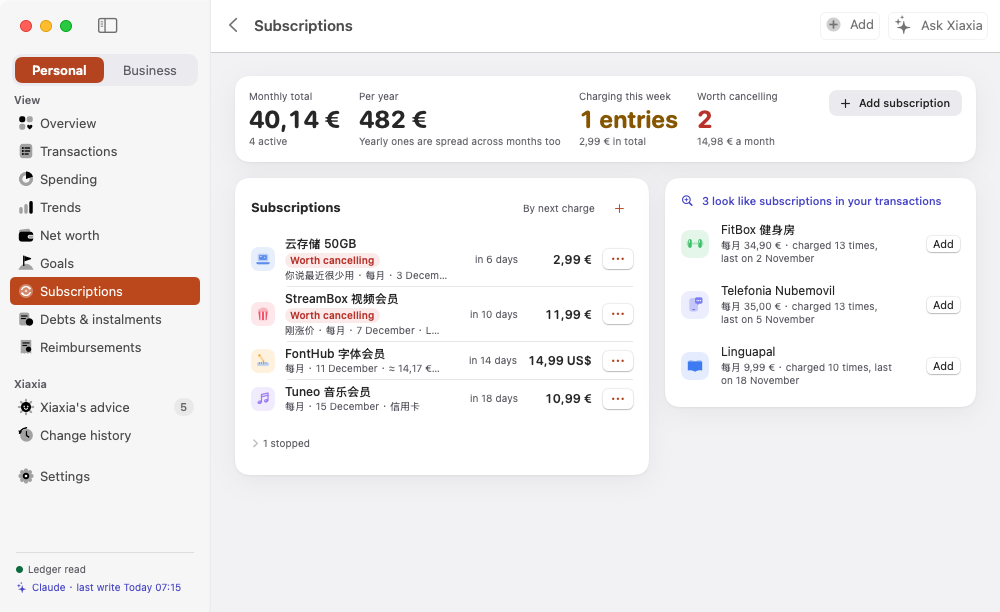 Subscriptions
Add
Ask Xiaxia
Personal
Business
View
Overview
Transactions
Spending
Trends
Net worth
Goals
Subscriptions
Debts & instalments
Reimbursements
Xiaxia
Xiaxia's advice
5
Change history
Settings
Ledger read
Claude · last write Today 07:15
Monthly total
40,14 €
4 active
Per year
482 €
Yearly ones are spread across months too
Charging this week
1 entries
2,99 € in total
Worth cancelling
2
14,98 € a month
+ Add subscription
Subscriptions
By next charge
+
云存储 50GB
Worth cancelling
你说最近很少用 · 每月 · 3 Decem...
in 6 days
2,99 €
StreamBox 视频会员
Worth cancelling
刚涨价 · 每月 · 7 December · L...
in 10 days
11,99 €
FontHub 字体会员
每月 · 11 December · ≈ 14,17 €...
in 14 days
14,99 US$
Tuneo 音乐会员
每月 · 15 December · 信用卡
in 18 days
10,99 €
1 stopped
3 look like subscriptions in your transactions
FitBox 健身房
每月 34,90 € · charged 13 times,
last on 2 November
Add
Telefonia Nubemovil
每月 35,00 € · charged 13 times,
last on 5 November
Add
Linguapal
每月 9,99 € · charged 10 times, last
on 18 November
Add